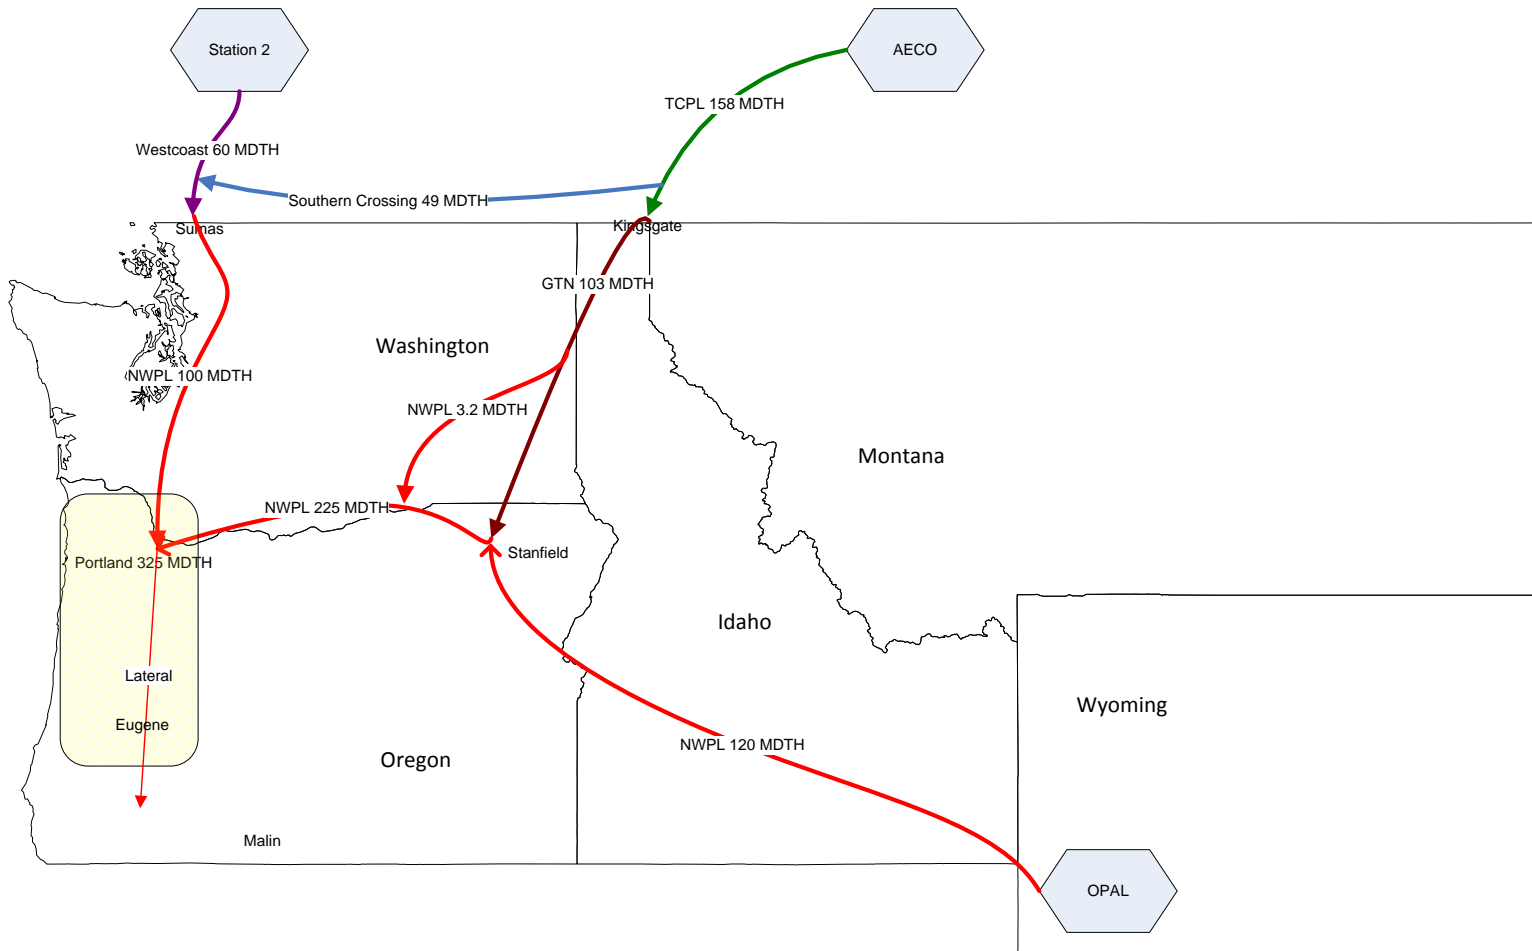 Station 2
AECO
TCPL 158 MDTH
Westcoast 60 MDTH
Southern Crossing 49 MDTH
Sumas
Kingsgate
GTN 103 MDTH
Washington
NWPL 100 MDTH
NWPL 3.2 MDTH
Montana
NWPL 225 MDTH
Stanfield
Portland 325 MDTH
Idaho
Lateral
Wyoming
Eugene
NWPL 120 MDTH
Oregon
Malin
OPAL